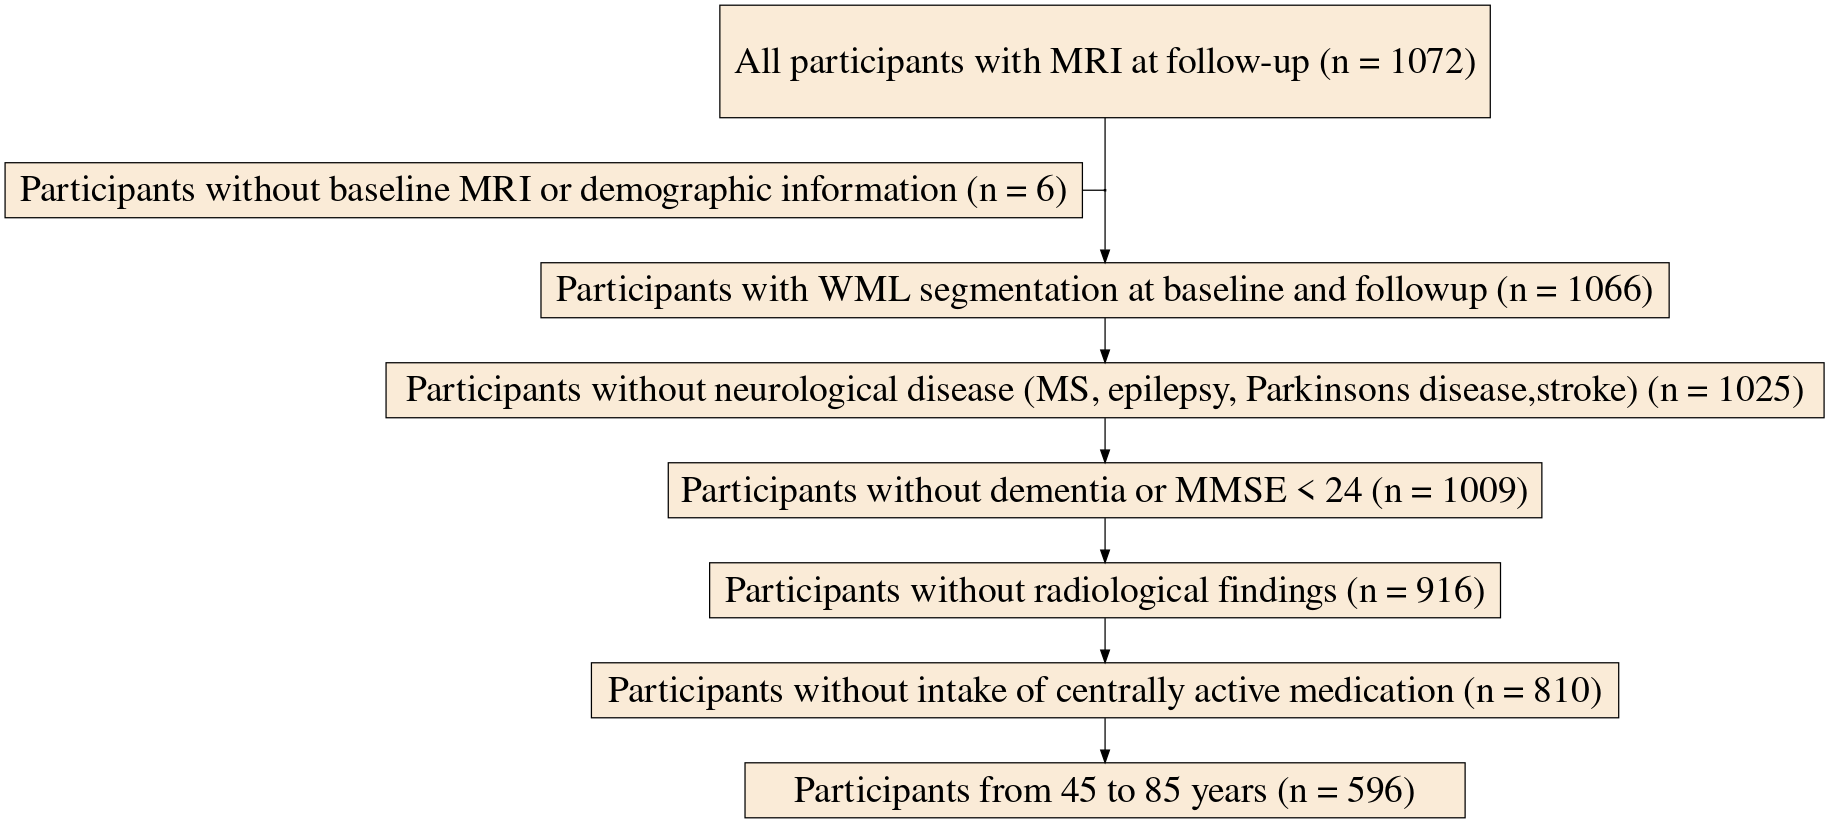 All participants with MRI at follow-up (n = 1072)
Participants without baseline MRI or demographic information (n = 6)
Participants with WML segmentation at baseline and followup (n = 1066)
Participants without neurological disease (MS, epilepsy, Parkinsons disease,stroke) (n = 1025)
Participants without dementia or MMSE < 24 (n = 1009)
Participants without radiological findings (n = 916)
Participants without intake of centrally active medication (n = 810)
Participants from 45 to 85 years (n = 596)